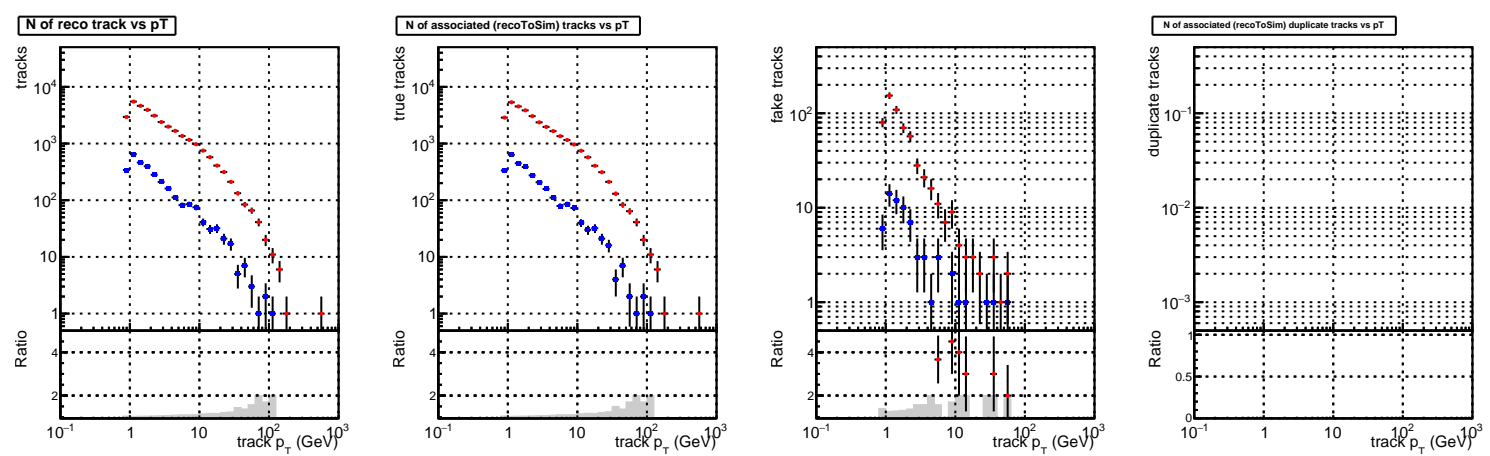 N of reco track vs pT
tracks
10^4
10^3
10^2
10
1
Ratio
4
2
10^−1 1 10 10^2 10^3
track p_T (GeV)
N of associated (recoToSim) tracks vs pT
true tracks
10^4
10^3
10^2
10
1
Ratio
4
2
10^−1 1 10 10^2 10^3
track p_T (GeV)
fake tracks
10^2
10
1
Ratio
4
2
10^−1 1 10 10^2 10^3
track p_T (GeV)
N of associated (recoToSim) duplicate tracks vs pT
duplicate tracks
10^−1
10^−2
10^−3
Ratio
1
0.5
0
10^−1 1 10 10^2 10^3
track p_T (GeV)